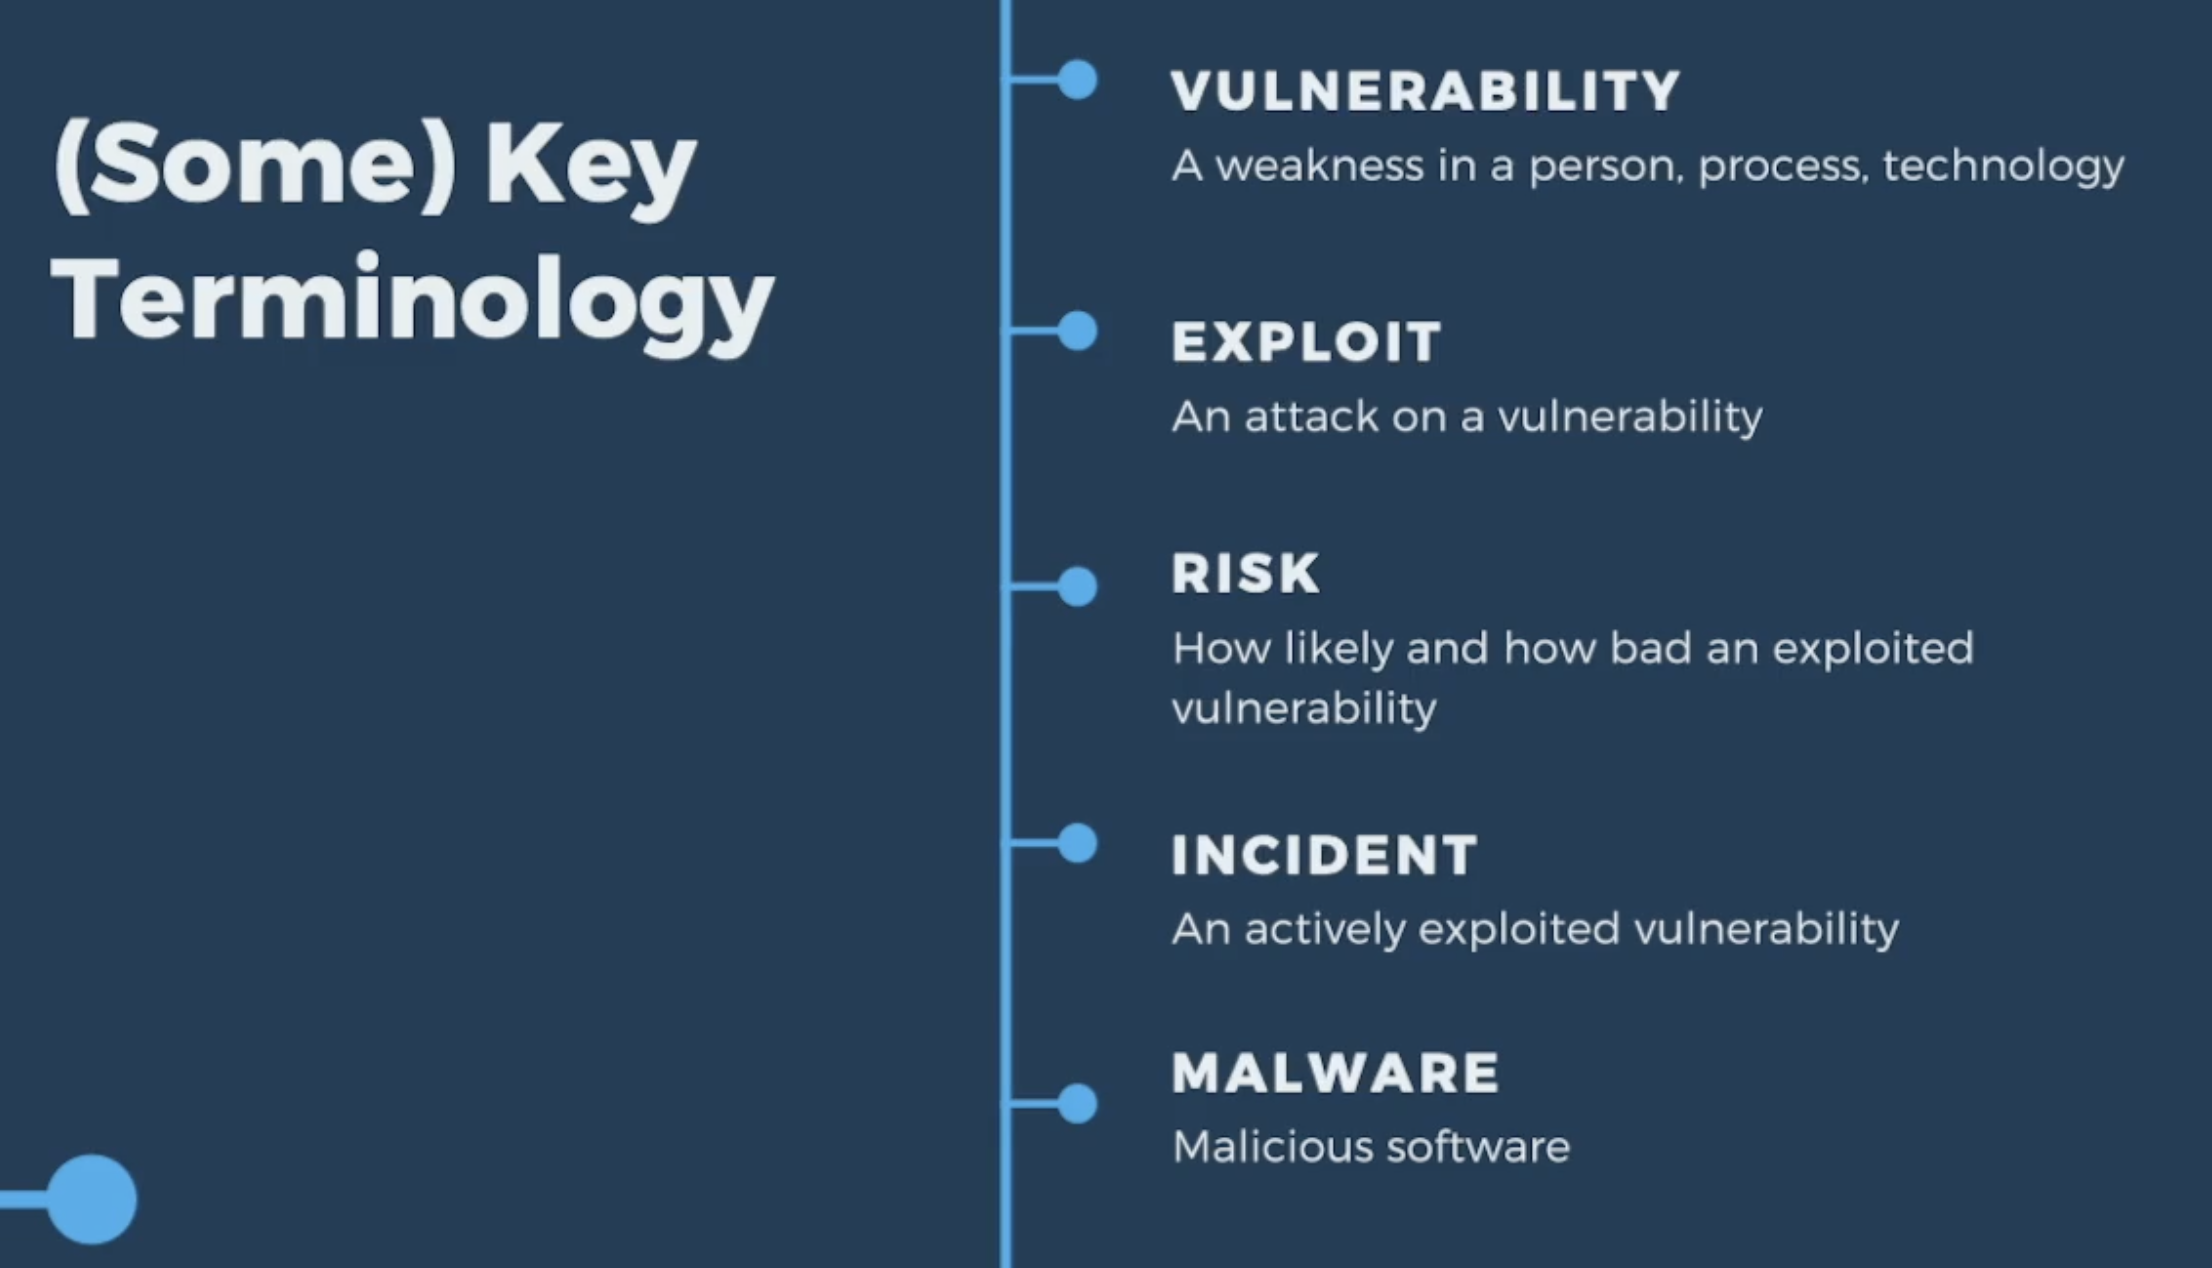 (Some) Key
Terminology
VULNERABILITY
A weakness in a person, process, technology
EXPLOIT
An attack on a vulnerability
RISK
How likely and how bad an exploited
vulnerability
INCIDENT
An actively exploited vulnerability
MALWARE
Malicious software